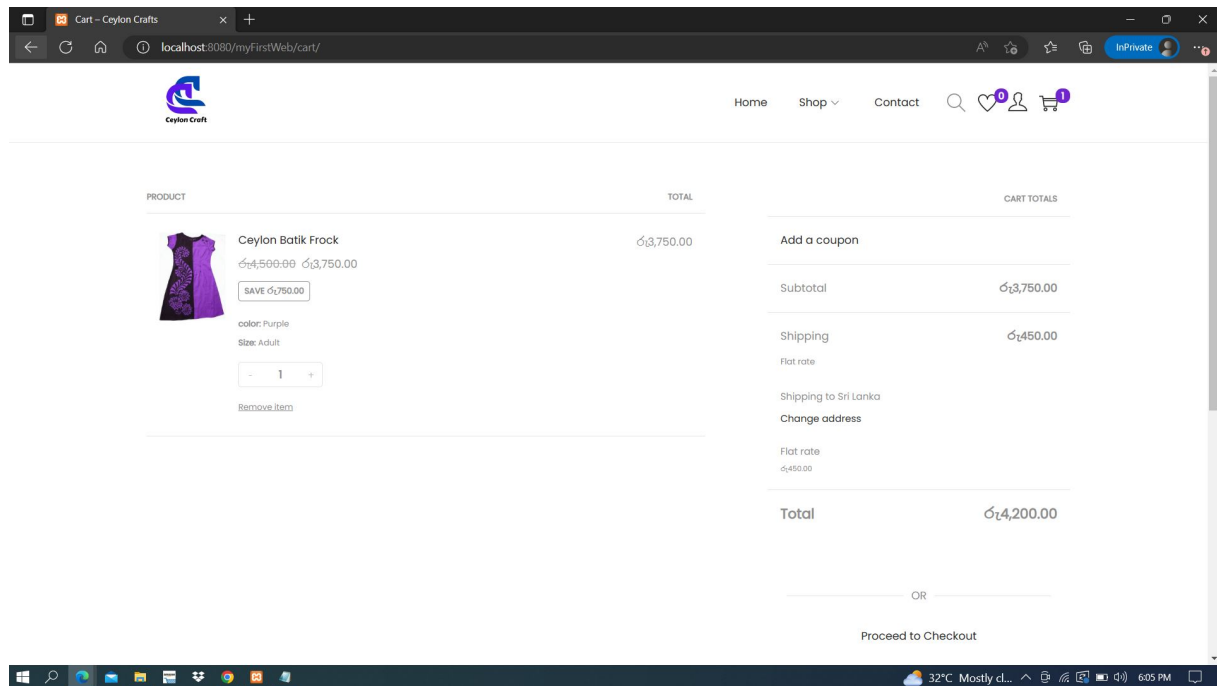 Cart – Ceylon Crafts
localhost:8080/myFirstWeb/cart/
InPrivate
Ceylon Craft
Home Shop Contact 0 1
PRODUCT TOTAL
Ceylon Batik Frock රු3,750.00
රු4,500.00 රු3,750.00
SAVE රු750.00
color: Purple
Size: Adult
- 1 +
Remove item
CART TOTALS
Add a coupon
Subtotal රු3,750.00
Shipping රු450.00
Flat rate
Shipping to Sri Lanka
Change address
Flat rate
රු450.00
Total රු4,200.00
OR
Proceed to Checkout
32°C Mostly cl... 6:05 PM